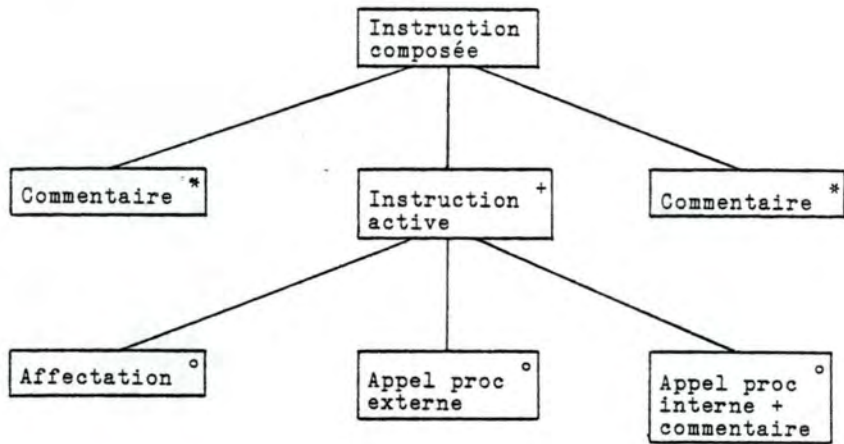 Instruction
composée
Commentaire *
Instruction +
active
Commentaire *
Affectation o
Appel proc o
externe
Appel proc o
interne +
commentaire